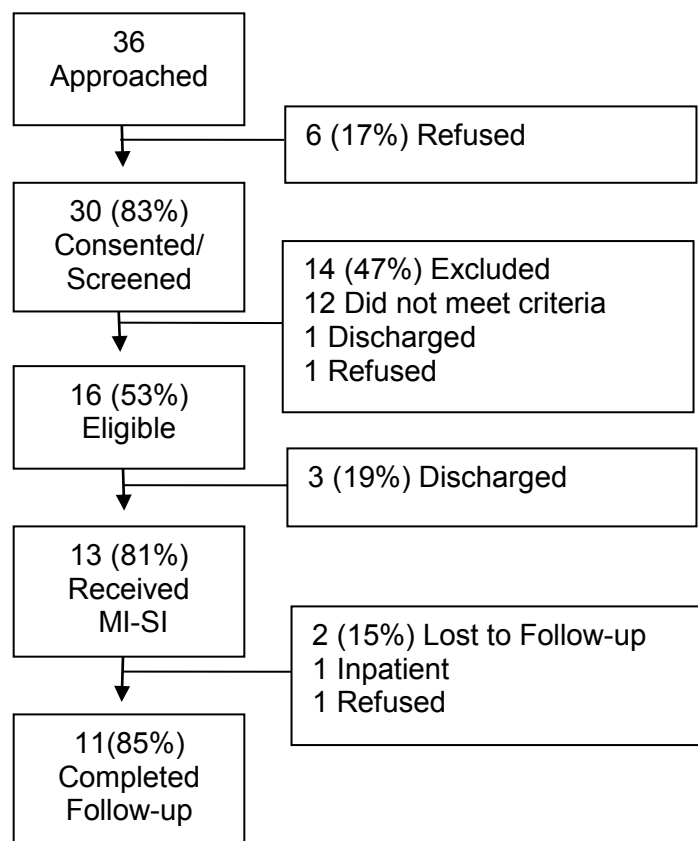 36
Approached
6 (17%) Refused
30 (83%)
Consented/
Screened
14 (47%) Excluded
12 Did not meet criteria
1 Discharged
1 Refused
16 (53%)
Eligible
3 (19%) Discharged
13 (81%)
Received
MI-SI
2 (15%) Lost to Follow-up
1 Inpatient
1 Refused
11(85%)
Completed
Follow-up